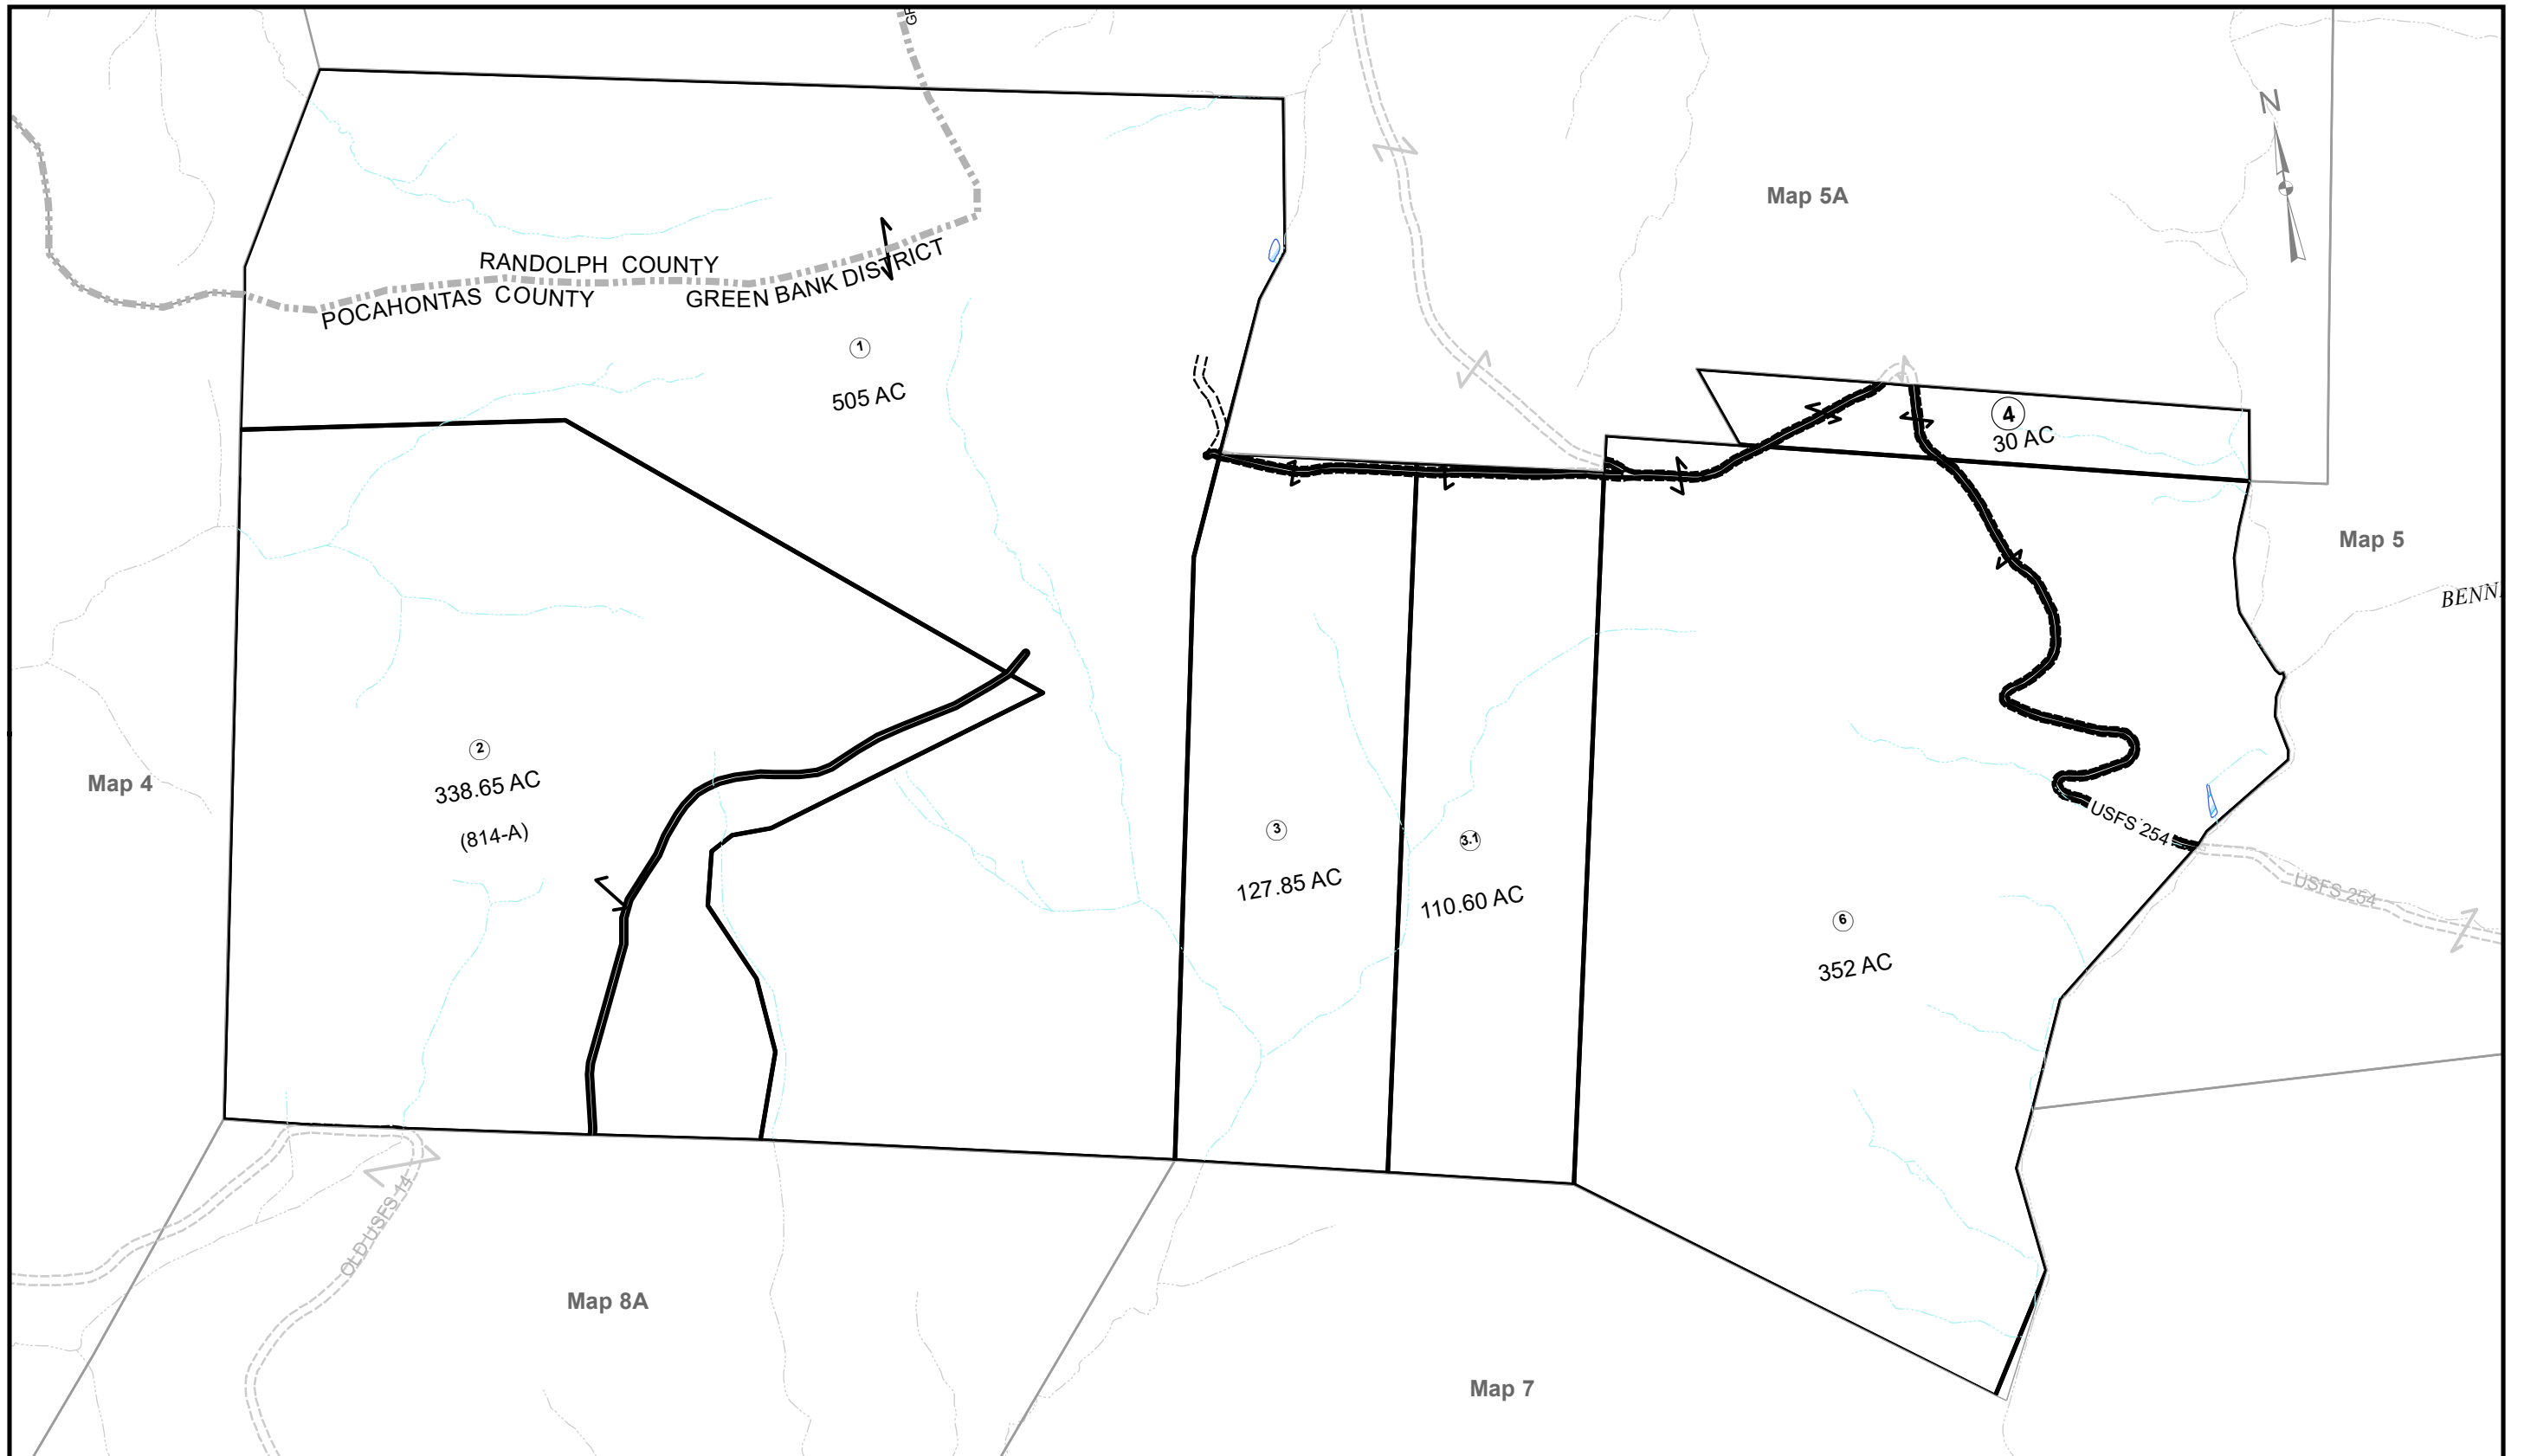 N
Map 5A
RANDOLPH COUNTY
POCAHONTAS COUNTY
GREEN BANK DISTRICT
1
505 AC
4
30 AC
Map 5
2
338.65 AC
(814-A)
Map 4
3
127.85 AC
3.1
110.60 AC
6
352 AC
USFS 254
USFS 254
OLD USFS 14
Map 8A
Map 7